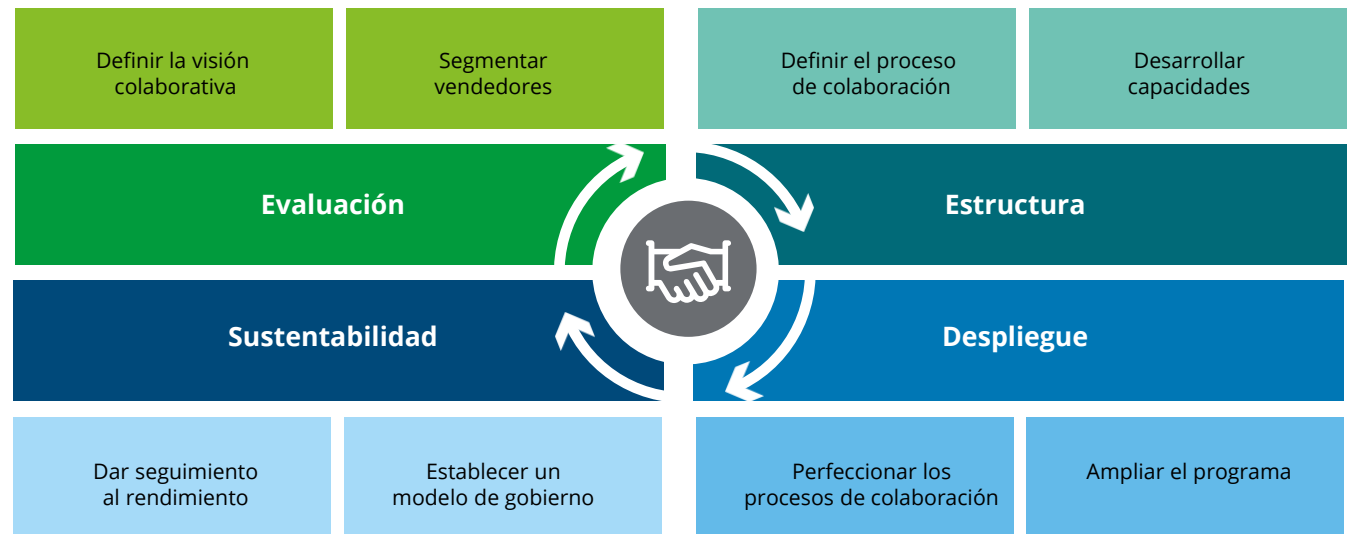 Definir la visión
colaborativa
Segmentar
vendedores
Definir el proceso
de colaboración
Desarrollar
capacidades
Evaluación
Estructura
Sustentabilidad
Despliegue
Dar seguimiento
al rendimiento
Establecer un
modelo de gobierno
Perfeccionar los
procesos de colaboración
Ampliar el programa